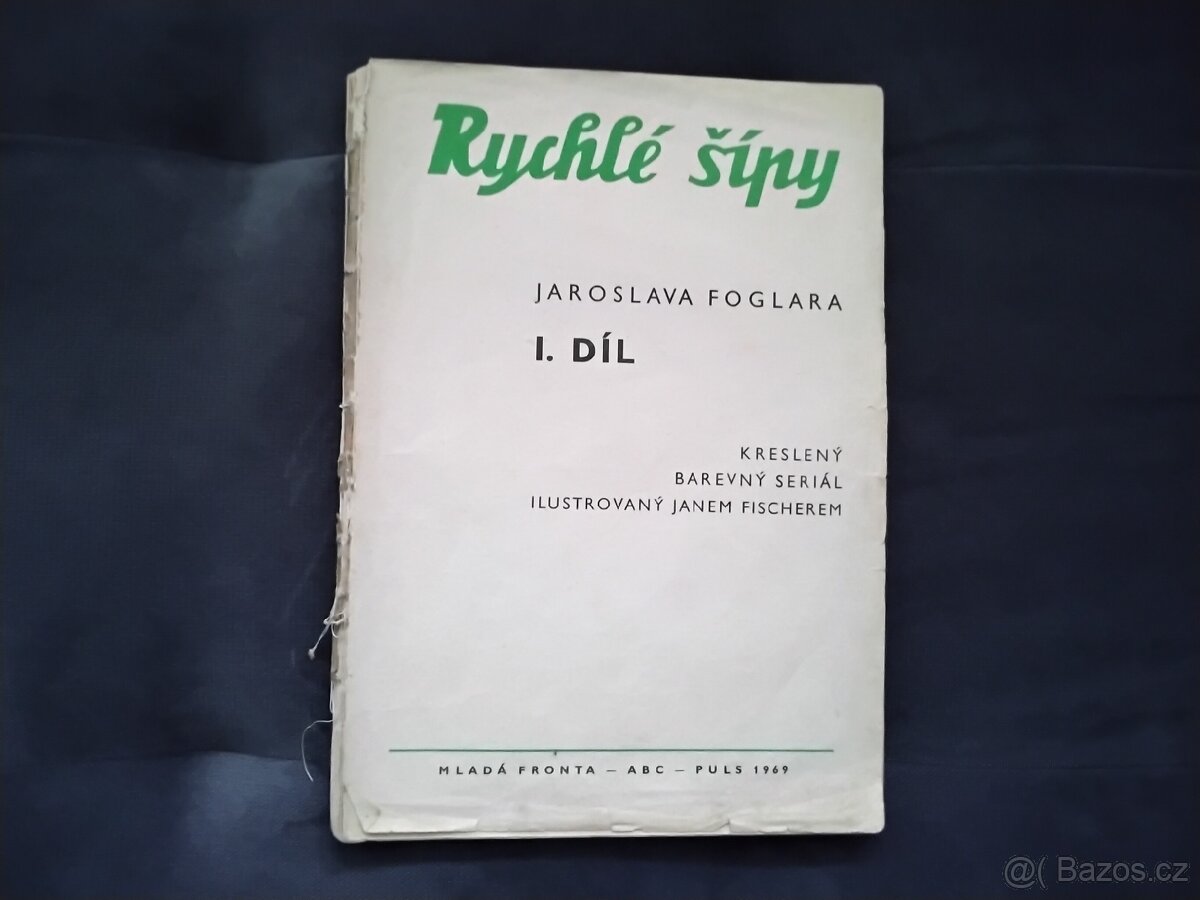 Rychlé šípy
JAROSLAVA FOGLARA
I. DÍL
KRESLENÝ
BAREVNÝ SERIÁL
ILUSTROVANÝ JANEM FISCHEREM
MLADÁ FRONTA – ABC – PULS 1969
@( Bazos.cz